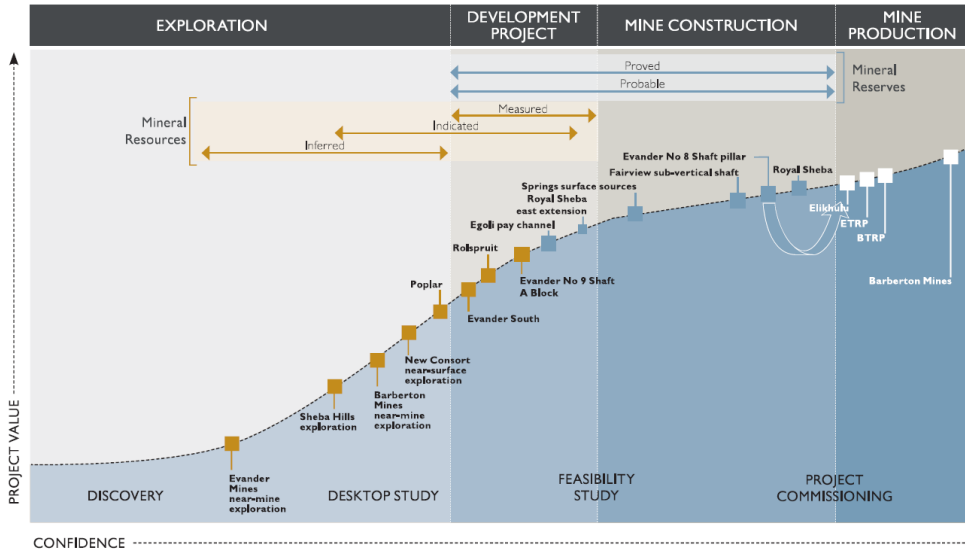 EXPLORATION
DEVELOPMENT
PROJECT
MINE CONSTRUCTION
MINE
PRODUCTION
Proved
Probable
Mineral
Reserves
Measured
Indicated
Inferred
Mineral
Resources
Evander No 8 Shaft pillar
Fairview sub-vertical shaft
Royal Sheba
Springs surface sources
Royal Sheba
east extension
Egoli pay channel
Rolspruit
Poplar
Elikhulu
ETRP
BTRP
Barberton Mines
Evander No 9 Shaft
A Block
Evander South
New Consort
near-surface
exploration
Barberton
Mines
near-mine
exploration
Sheba Hills
exploration
Evander
Mines
near-mine
exploration
DISCOVERY
DESKTOP STUDY
FEASIBILITY
STUDY
PROJECT
COMMISSIONING
PROJECT VALUE
CONFIDENCE